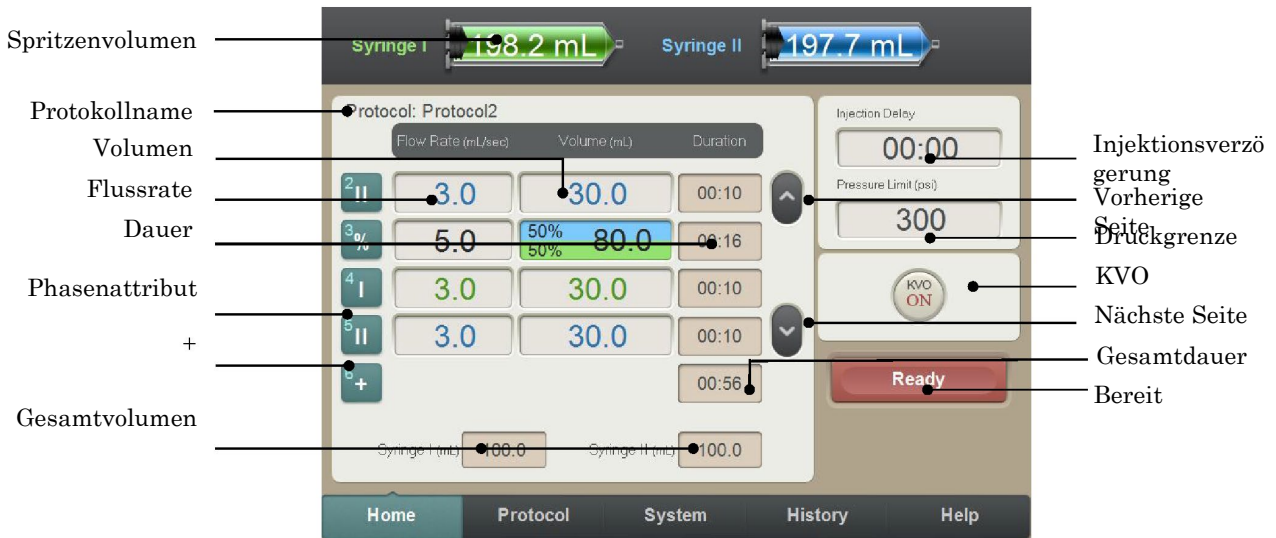 Spritzenvolumen
Syringe I 198.2 mL Syringe II 197.7 mL
Protokollname
Volumen
Flussrate
Dauer
Phasenattribut
+
Gesamtvolumen
Protocol: Protocol2
Flow Rate (mL/sec) Volume (mL) Duration
2 II 3.0 30.0 00:10
3 % 5.0 50% 50% 80.0 00:16
4 I 3.0 30.0 00:10
5 II 3.0 30.0 00:10
6 + 00:56
Syringe I (mL) 100.0 Syringe II (mL) 100.0
Injection Delay
00:00
Pressure Limit (psi)
300
KVO
ON
Ready
Injektionsverzö
gerung
Vorherige
Seite
Druckgrenze
KVO
Nächste Seite
Gesamtdauer
Bereit
Home Protocol System History Help